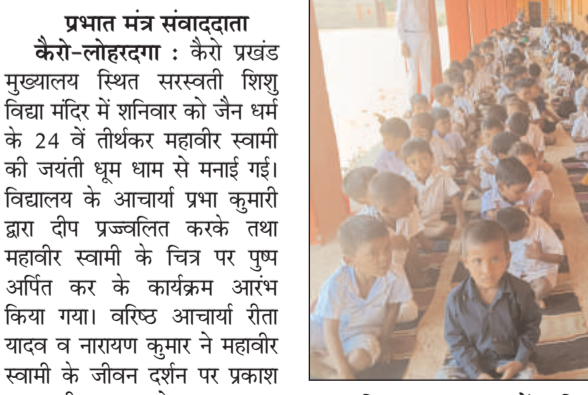 प्रभात मंत्र संवाददाता
कैरो-लोहरदगा : कैरो प्रखंड
मुख्यालय स्थित सरस्वती शिशु
विद्या मंदिर में शनिवार को जैन धर्म
के 24 वें तीर्थकर महावीर स्वामी
की जयंती धूम धाम से मनाई गई।
विद्यालय के आचार्या प्रभा कुमारी
द्वारा दीप प्रज्ज्वलित करके तथा
महावीर स्वामी के चित्र पर पुष्प
अर्पित कर के कार्यक्रम आरंभ
किया गया। वरिष्ठ आचार्या रीता
यादव व नारायण कुमार ने महावीर
स्वामी के जीवन दर्शन पर प्रकाश